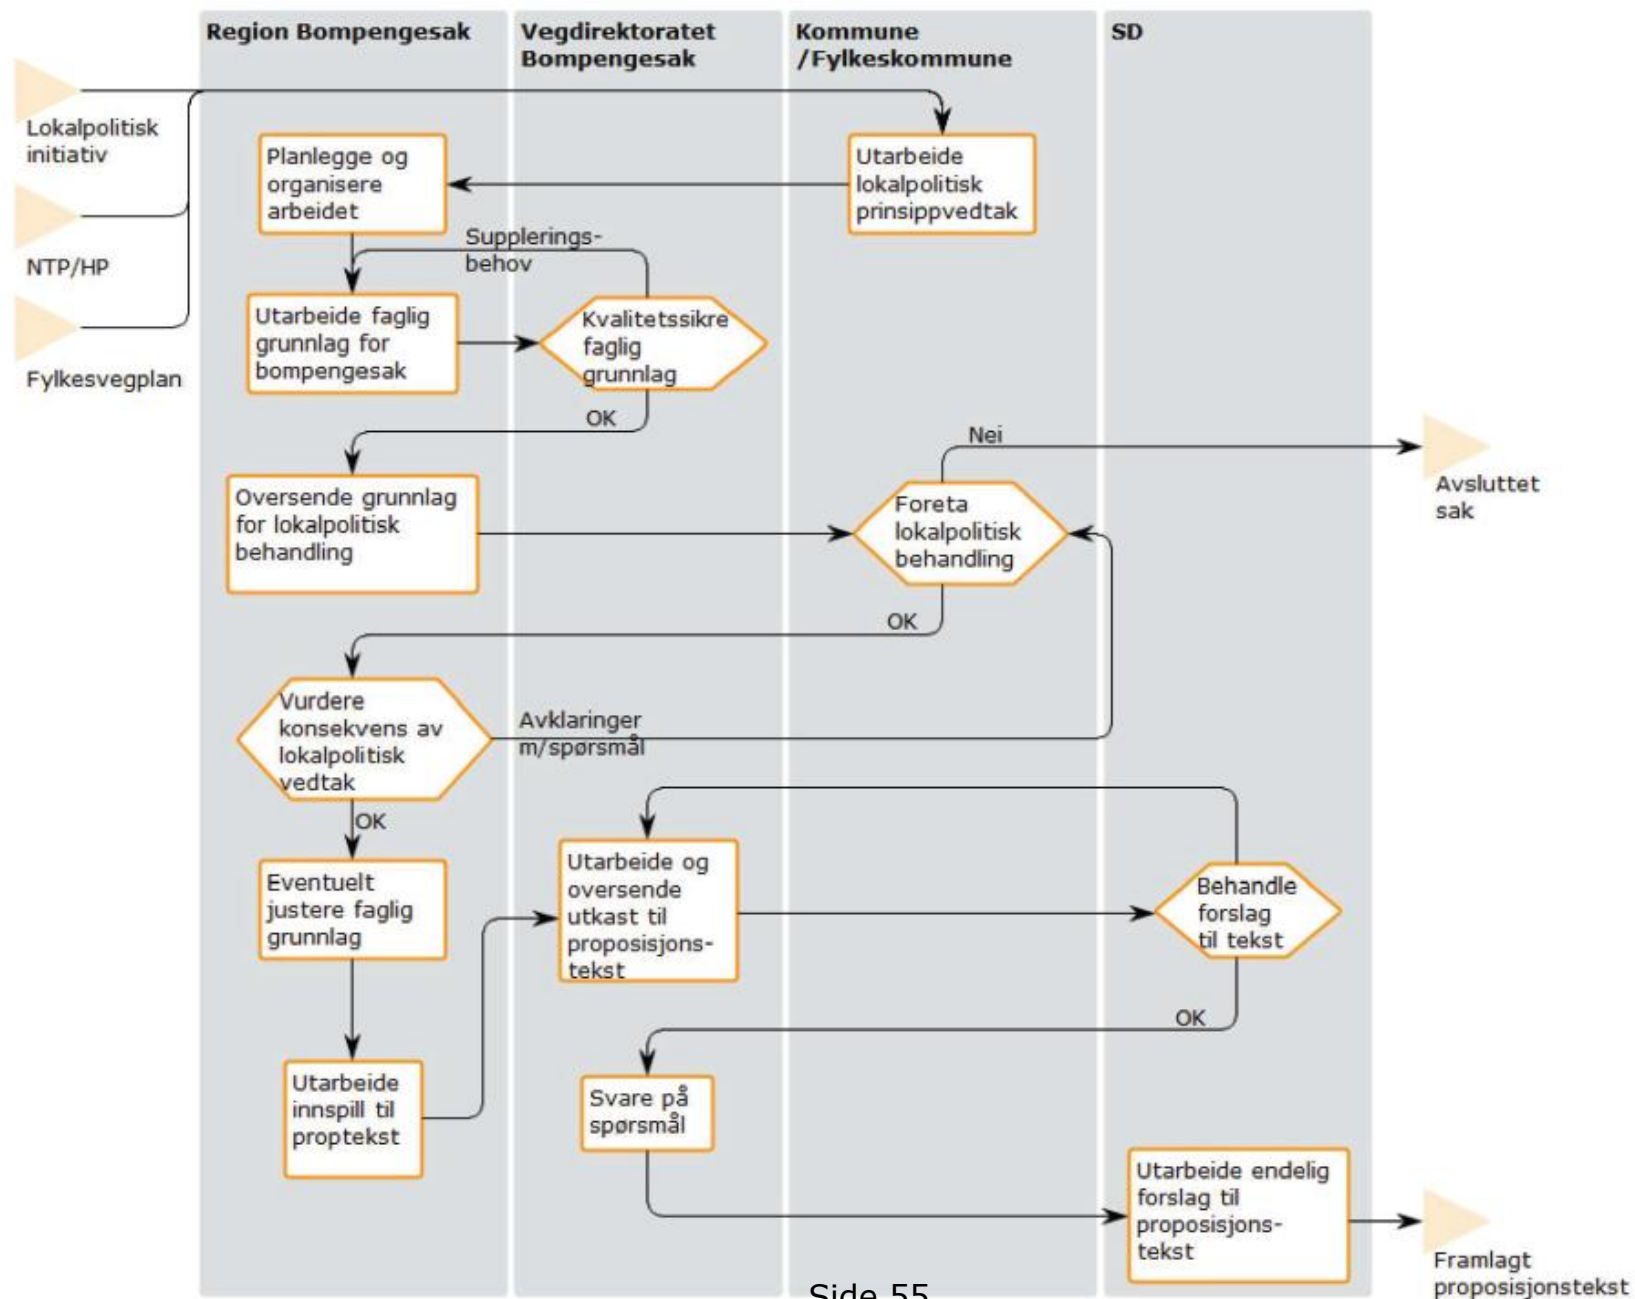 Region Bompengesak
Vegdirektoratet
Bompengesak
Kommune
/Fylkeskommune
SD
Lokalpolitisk
initiativ
NTP/HP
Fylkesvegplan
Utarbeide
lokalpolitisk
prinsippvedtak
Planlegge og
organisere
arbeidet
Supplerings-
behov
Utarbeide faglig
grunnlag for
bompengesak
Kvalitetssikre
faglig
grunnlag
OK
Oversende grunnlag
for lokalpolitisk
behandling
Foreta
lokalpolitisk
behandling
Nei
Avsluttet
sak
OK
Vurdere
konsekvens av
lokalpolitisk
vedtak
Avklaringer
m/spørsmål
OK
Eventuelt
justere faglig
grunnlag
Utarbeide
innspill til
proptekst
Utarbeide og
oversende
utkast til
proposisjons-
tekst
Behandle
forslag
til tekst
OK
Svare på
spørsmål
Utarbeide endelig
forslag til
proposisjons-
tekst
Framlagt
proposisjonstekst
Side 55